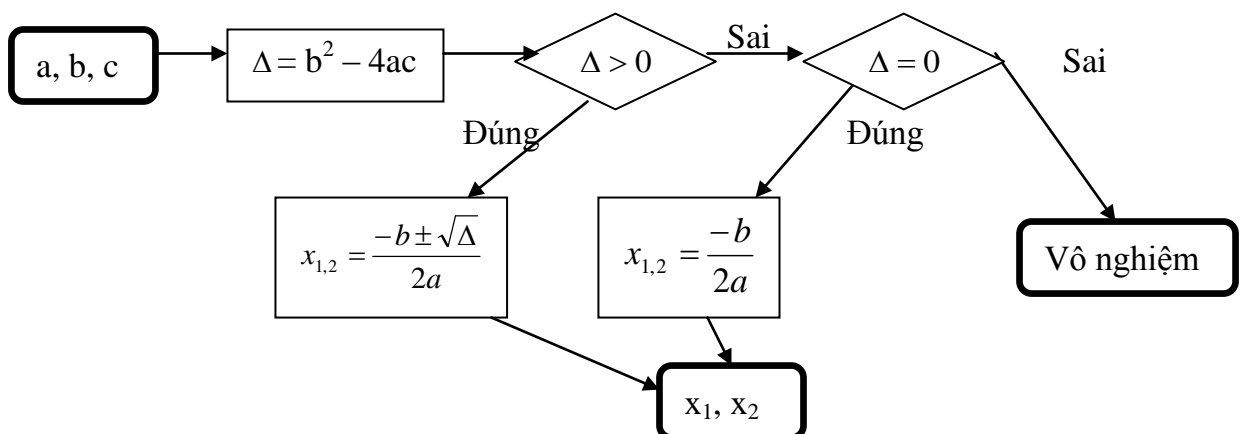 a, b, c
Δ = b² – 4ac
Δ > 0
Sai
Δ = 0
Sai
Đúng
Đúng
x₁,₂ = (−b ± √Δ) / 2a
x₁,₂ = −b / 2a
Vô nghiệm
x₁, x₂